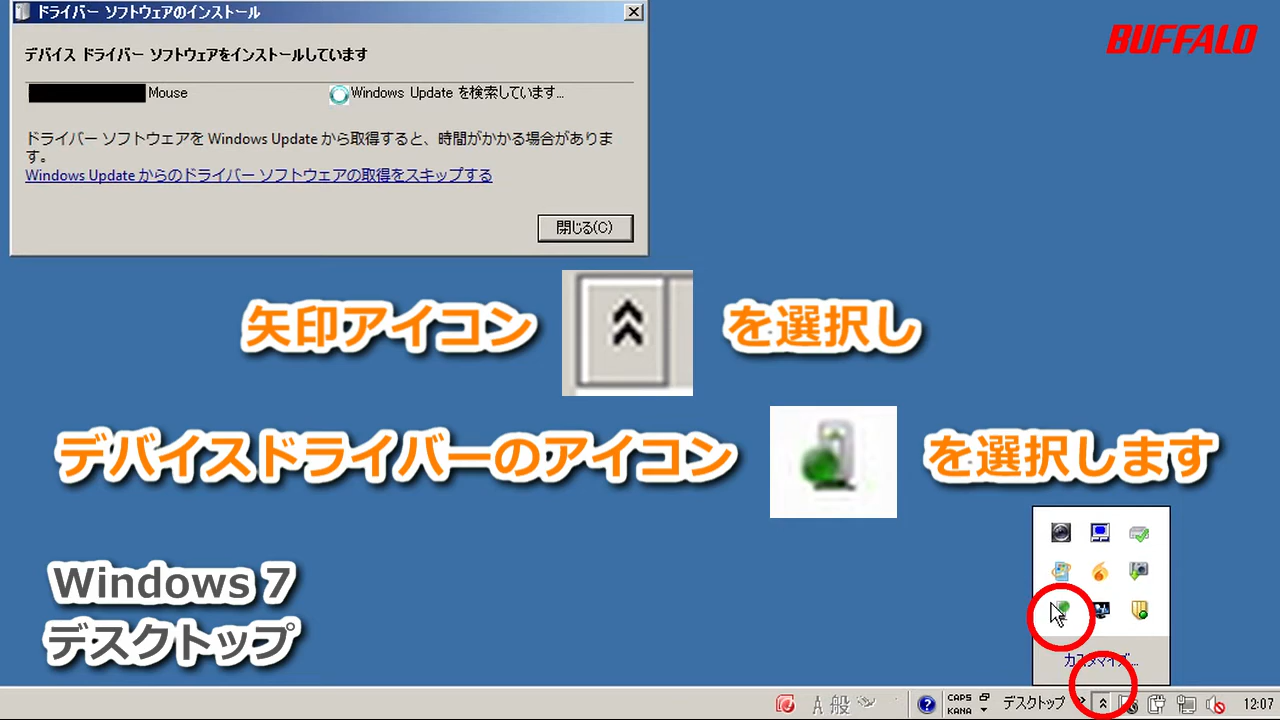 ドライバー ソフトウェアのインストール
BUFFALO
デバイス ドライバー ソフトウェアをインストールしています
Mouse
Windows Update を検索しています...
ドライバー ソフトウェアを Windows Update から取得すると、時間がかかる場合がありま
す。
Windows Update からのドライバー ソフトウェアの取得をスキップする
閉じる(C)
矢印アイコン を選択し
デバイスドライバーのアイコン を選択します
Windows 7
デスクトップ
カスタマイズ...
A 般
CAPS
KANA
デスクトップ
12:07